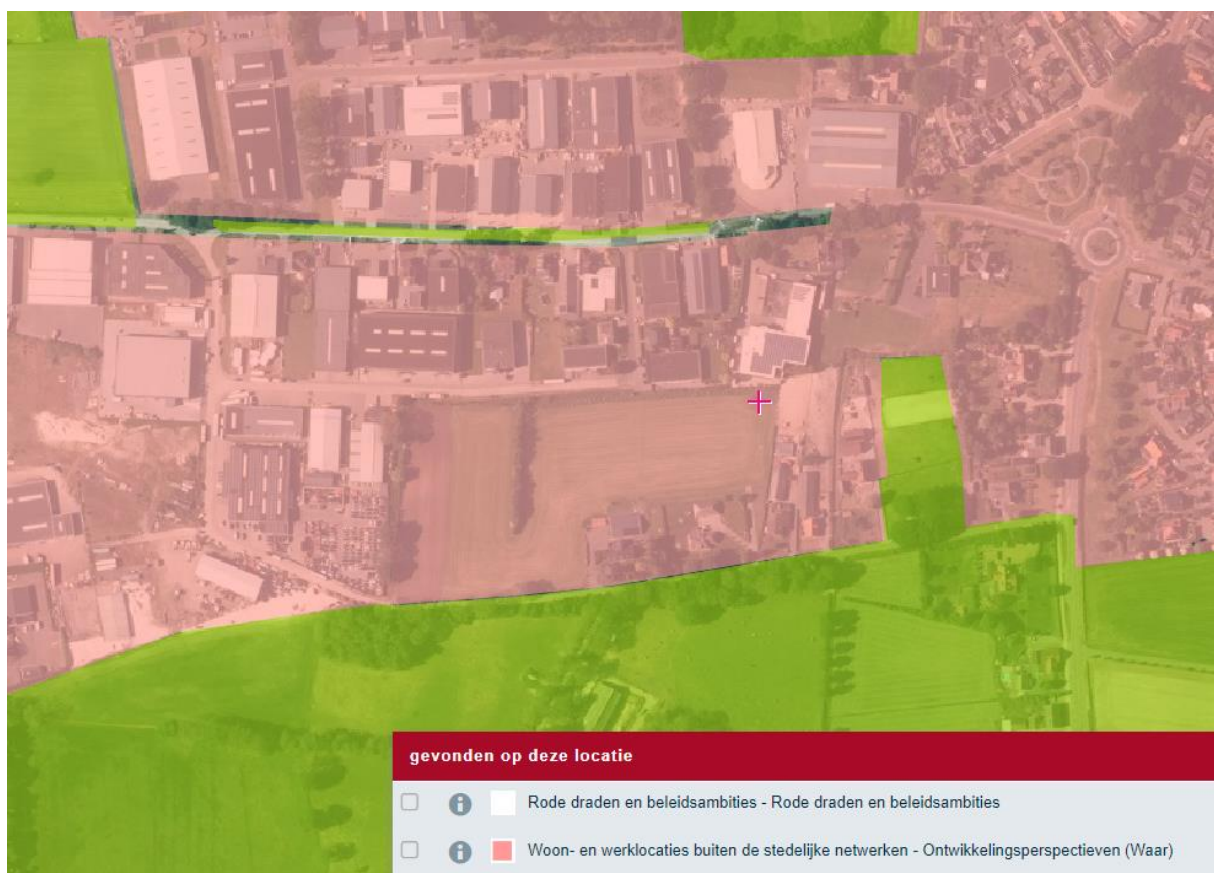 gevonden op deze locatie
Rode draden en beleidsambities - Rode draden en beleidsambities
Woon- en werklocaties buiten de stedelijke netwerken - Ontwikkelingsperspectieven (Waar)